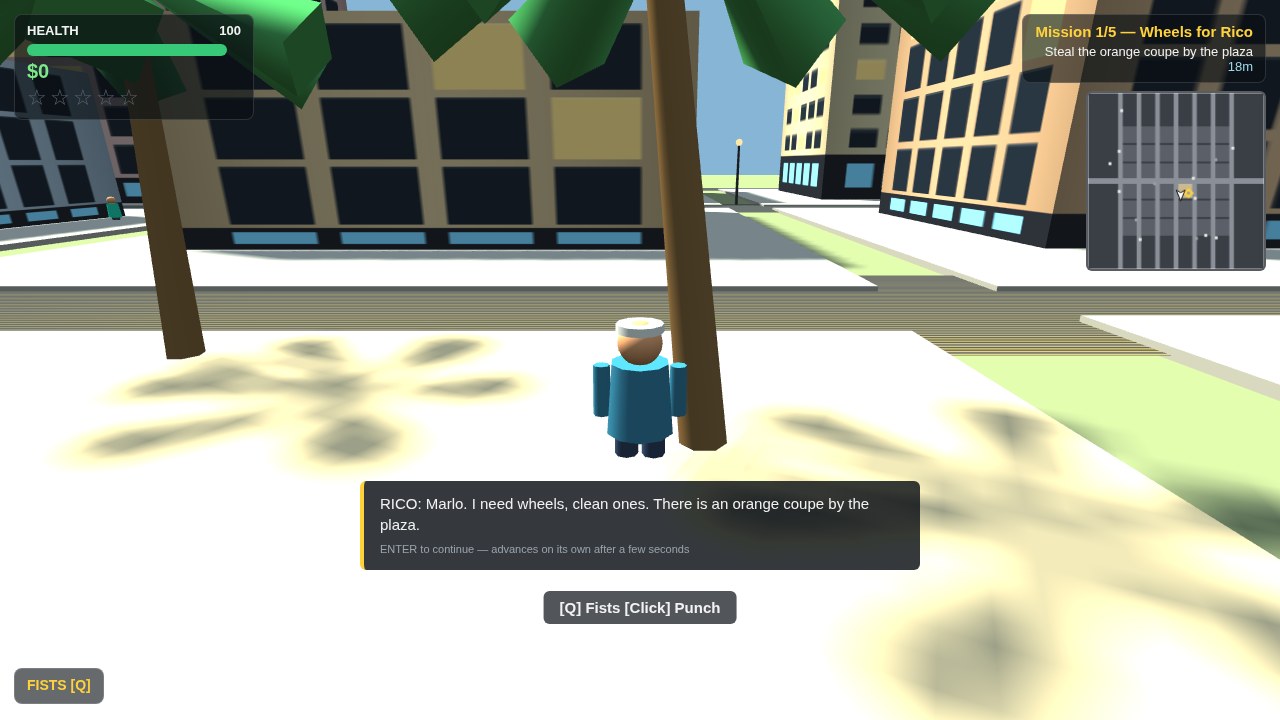 HEALTH 100
$0
☆☆☆☆☆
Mission 1/5 — Wheels for Rico
Steal the orange coupe by the plaza
18m
RICO: Marlo. I need wheels, clean ones. There is an orange coupe by the
plaza.
ENTER to continue — advances on its own after a few seconds
[Q] Fists [Click] Punch
FISTS [Q]